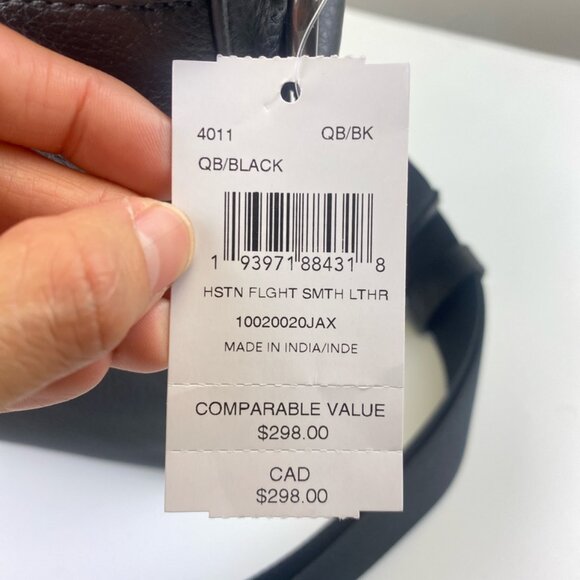 4011 QB/BK
QB/BLACK
1 93971 88431 8
HSTN FLGHT SMTH LTHR
10020020JAX
MADE IN INDIA/INDE
COMPARABLE VALUE
$298.00
CAD
$298.00